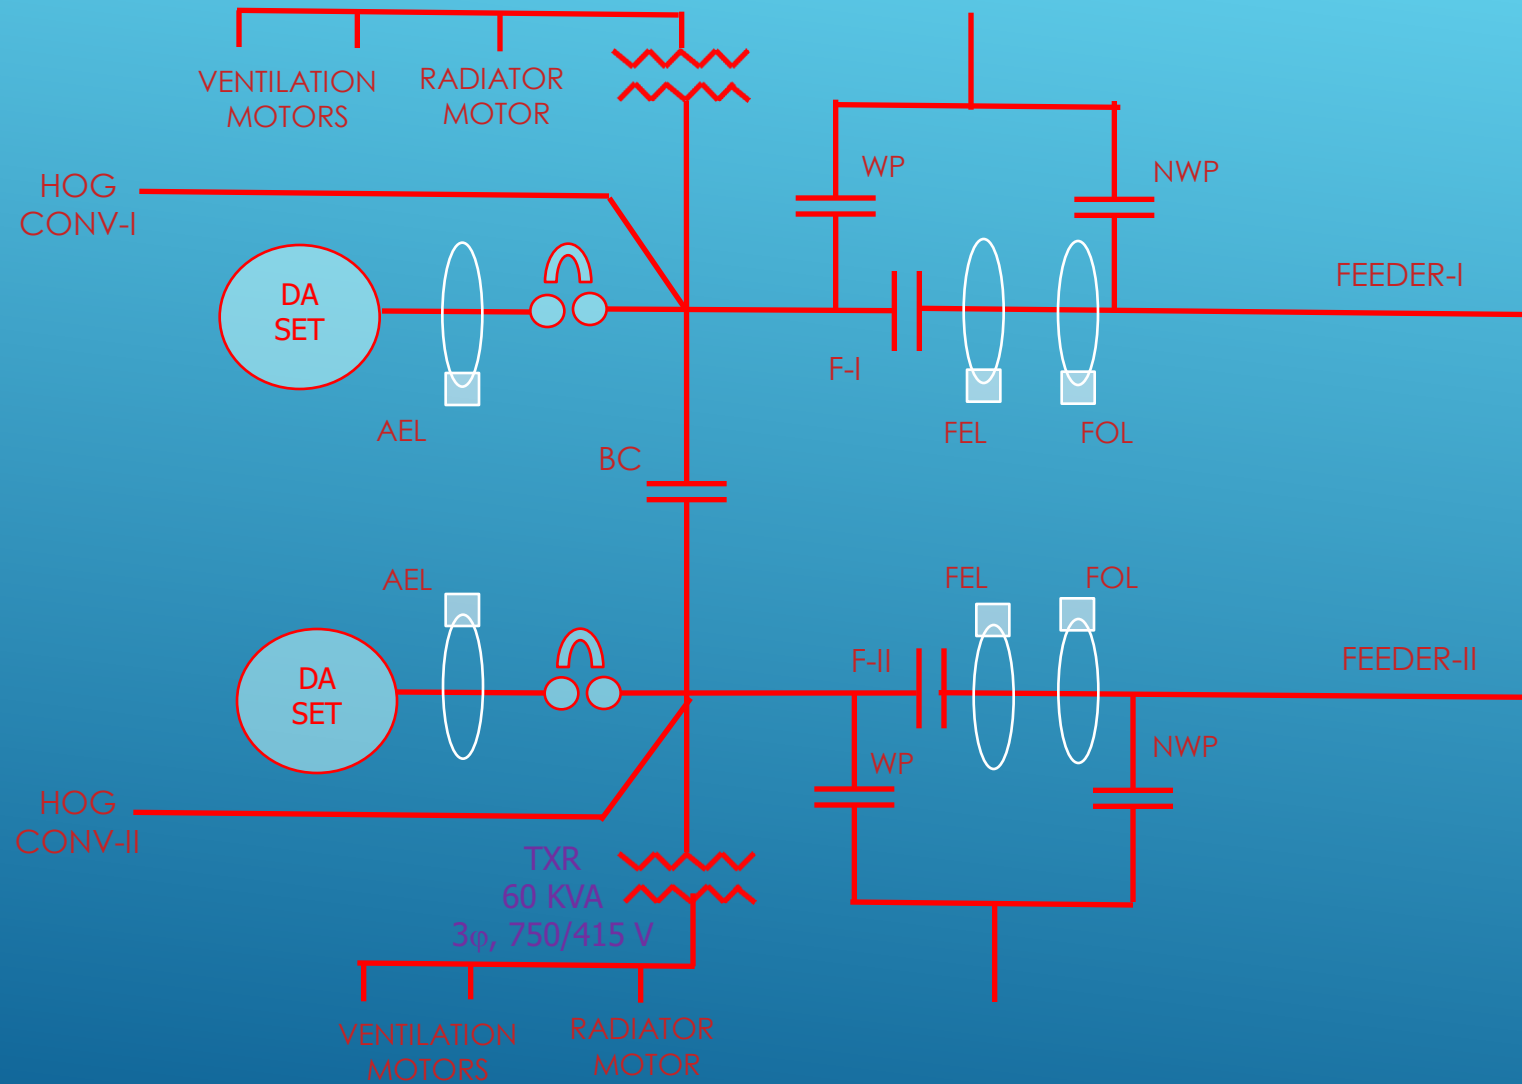 VENTILATION
MOTORS
RADIATOR
MOTOR
WP
NWP
HOG
CONV-I
DA
SET
FEEDER-I
F-I
AEL
FEL
FOL
BC
AEL
FEL
FOL
DA
SET
F-II
FEEDER-II
WP
NWP
HOG
CONV-II
TXR
60 KVA
3φ, 750/415 V
VENTILATION
MOTORS
RADIATOR
MOTOR